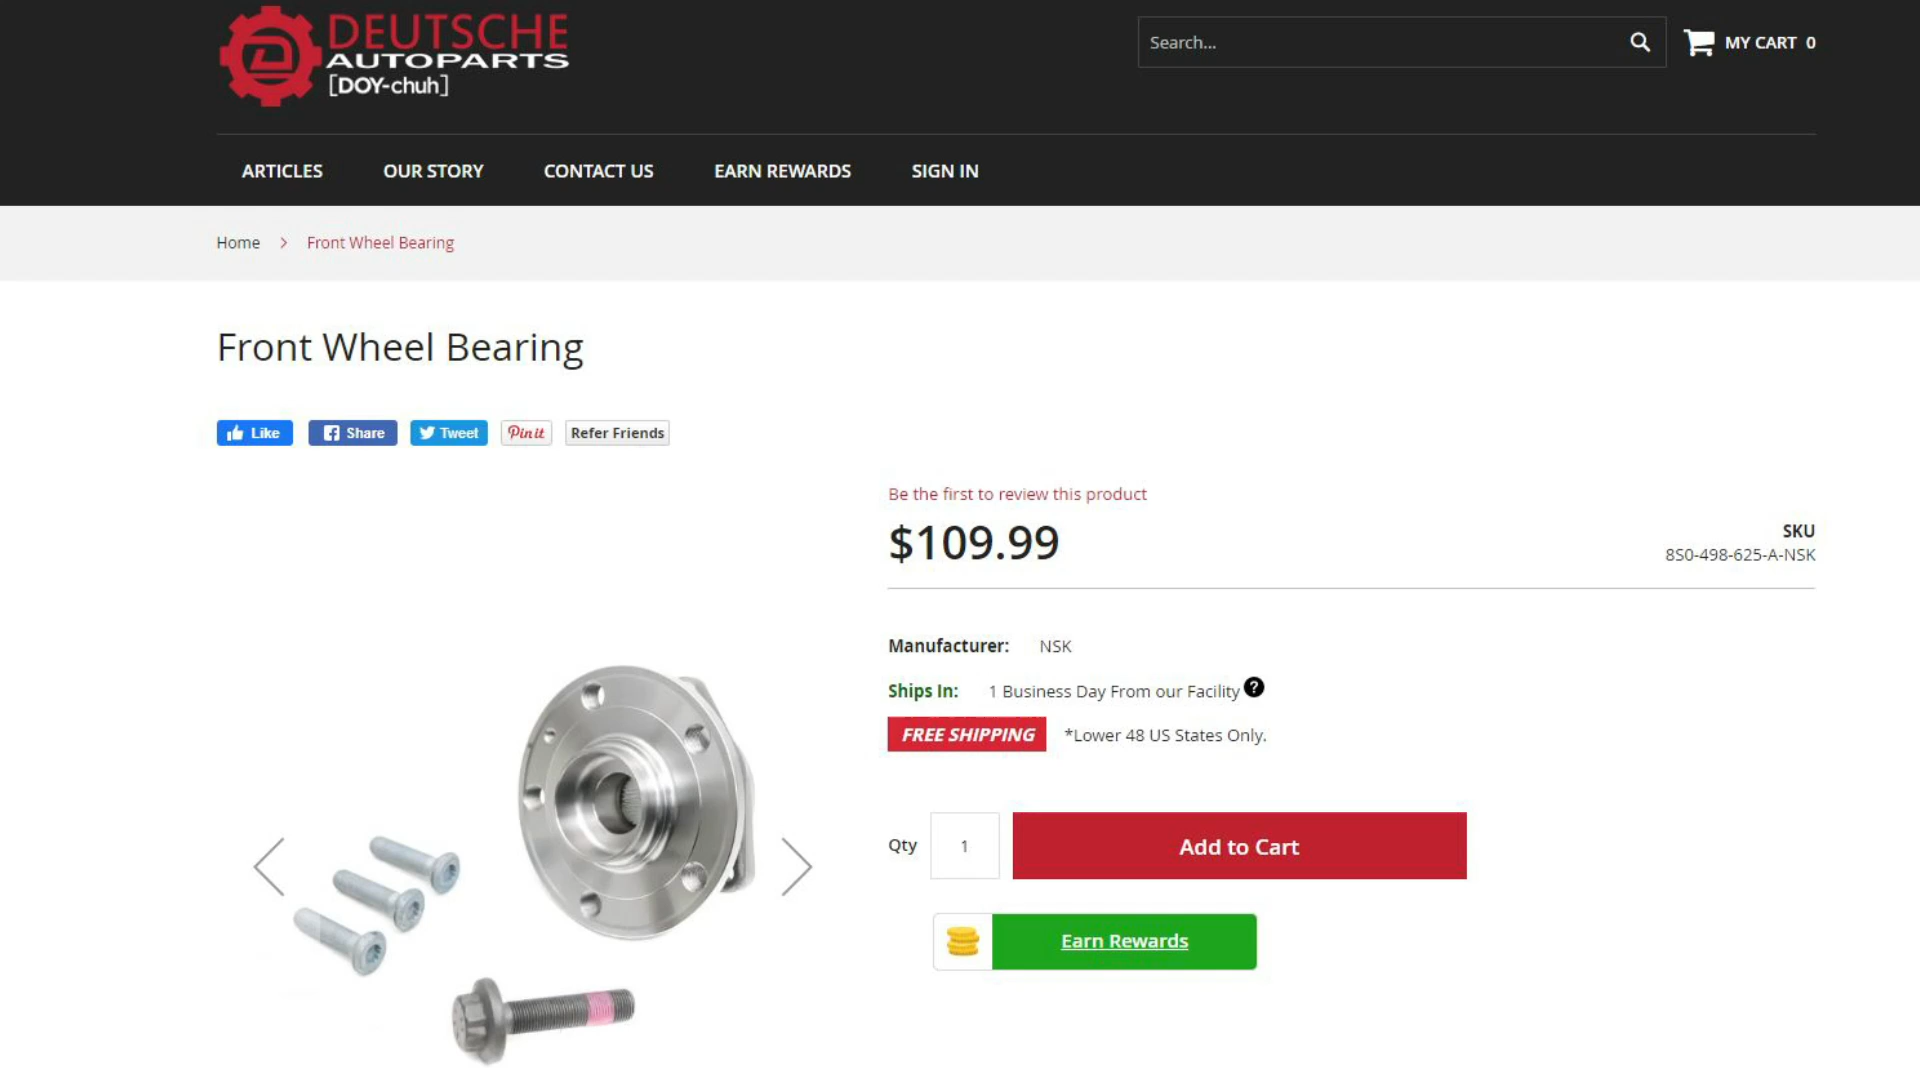 DEUTSCHE
AUTOPARTS
[DOY-chuh]
Search...
MY CART 0
ARTICLES OUR STORY CONTACT US EARN REWARDS SIGN IN
Home > Front Wheel Bearing
Front Wheel Bearing
Like Share Tweet Pin it Refer Friends
Be the first to review this product
$109.99
SKU
8S0-498-625-A-NSK
Manufacturer: NSK
Ships In: 1 Business Day From our Facility ?
FREE SHIPPING *Lower 48 US States Only.
Qty 1 Add to Cart
Earn Rewards